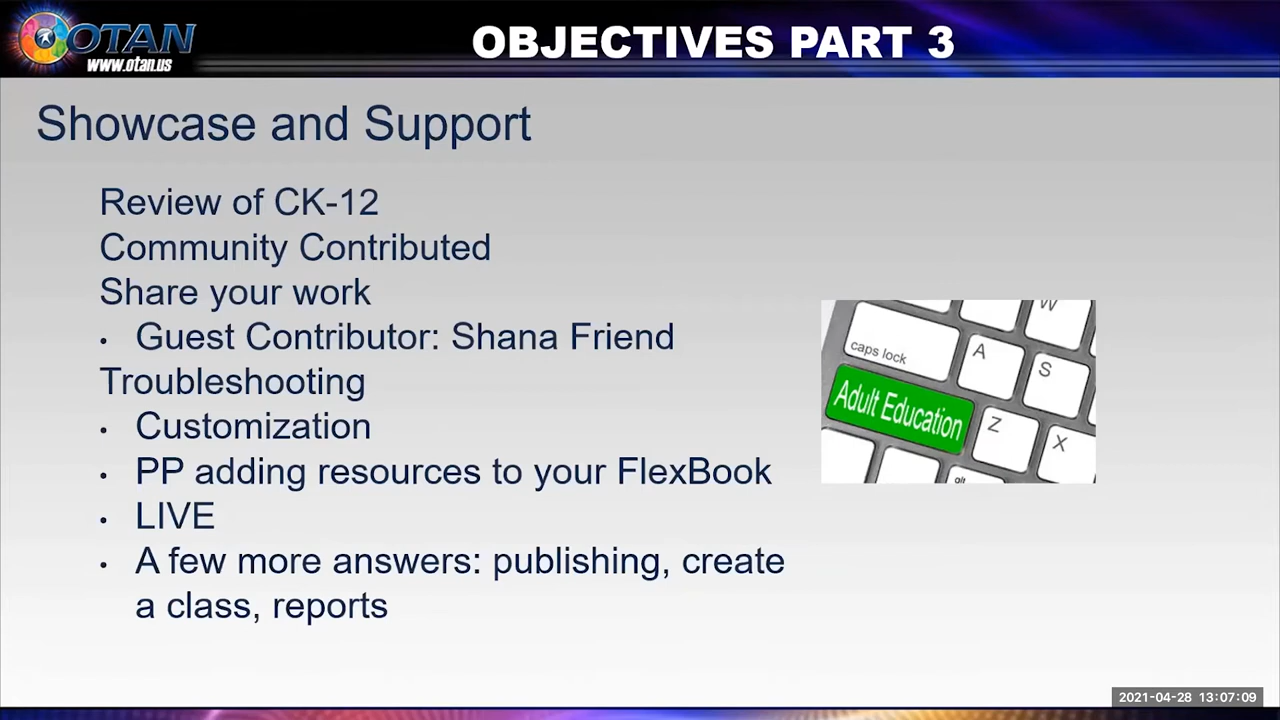 OTAN
www.otan.us
OBJECTIVES PART 3
Showcase and Support
Review of CK-12
Community Contributed
Share your work
• Guest Contributor: Shana Friend
Troubleshooting
• Customization
• PP adding resources to your FlexBook
• LIVE
• A few more answers: publishing, create
a class, reports
W
caps lock
A
S
Adult Education
Z
X
alt
2021-04-28 13:07:09